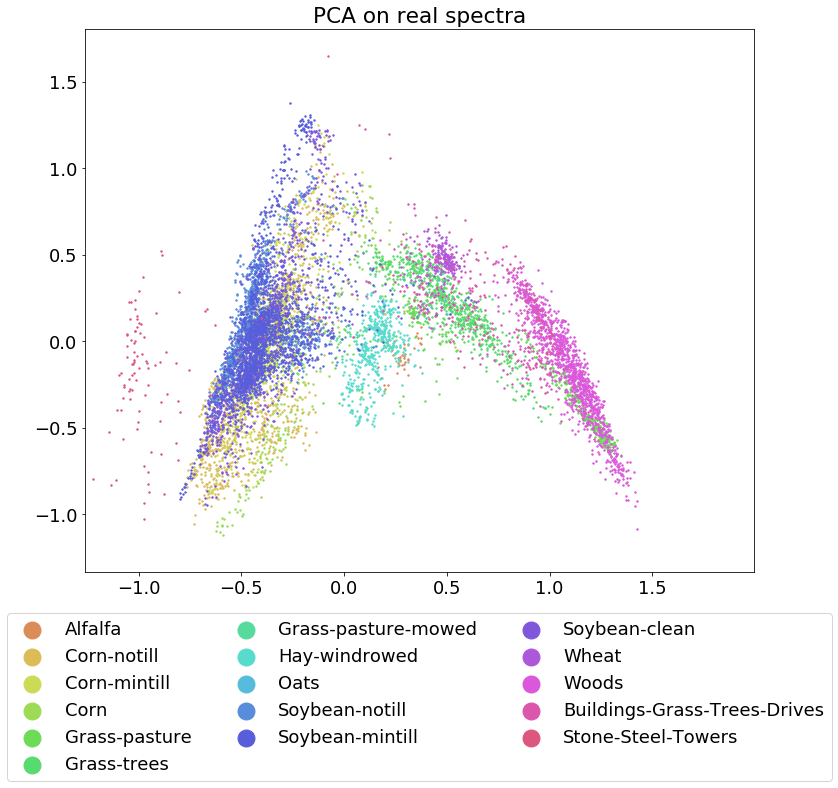 PCA on real spectra
1.5
1.0
0.5
0.0
−0.5
−1.0
−1.0 −0.5 0.0 0.5 1.0 1.5
Alfalfa Grass-pasture-mowed Soybean-clean
Corn-notill Hay-windrowed Wheat
Corn-mintill Oats Woods
Corn Soybean-notill Buildings-Grass-Trees-Drives
Grass-pasture Soybean-mintill Stone-Steel-Towers
Grass-trees